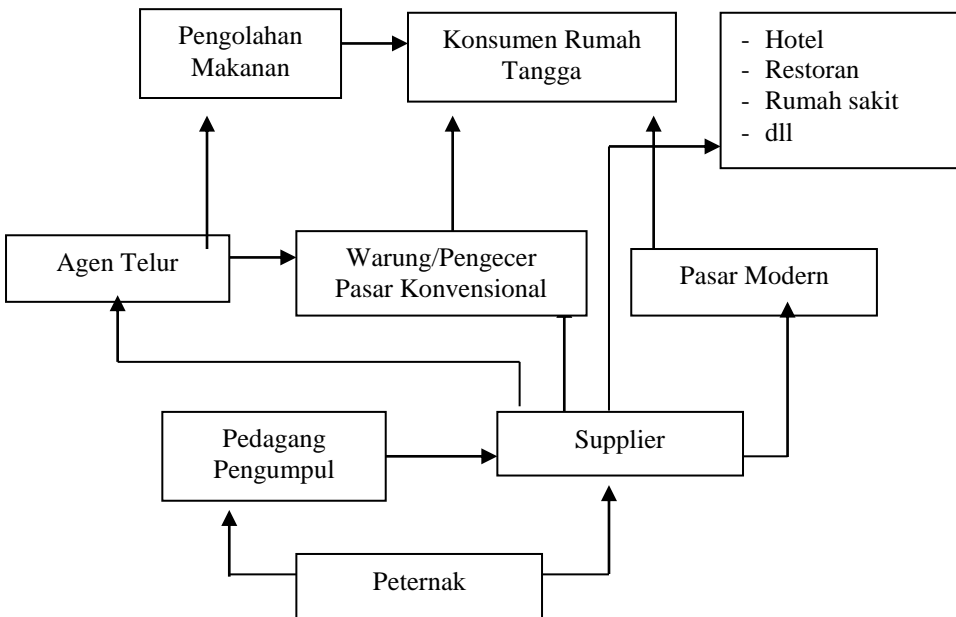 Pengolahan
Makanan
Konsumen Rumah
Tangga
- Hotel
- Restoran
- Rumah sakit
- dll
Agen Telur
Warung/Pengecer
Pasar Konvensional
Pasar Modern
Pedagang
Pengumpul
Supplier
Peternak